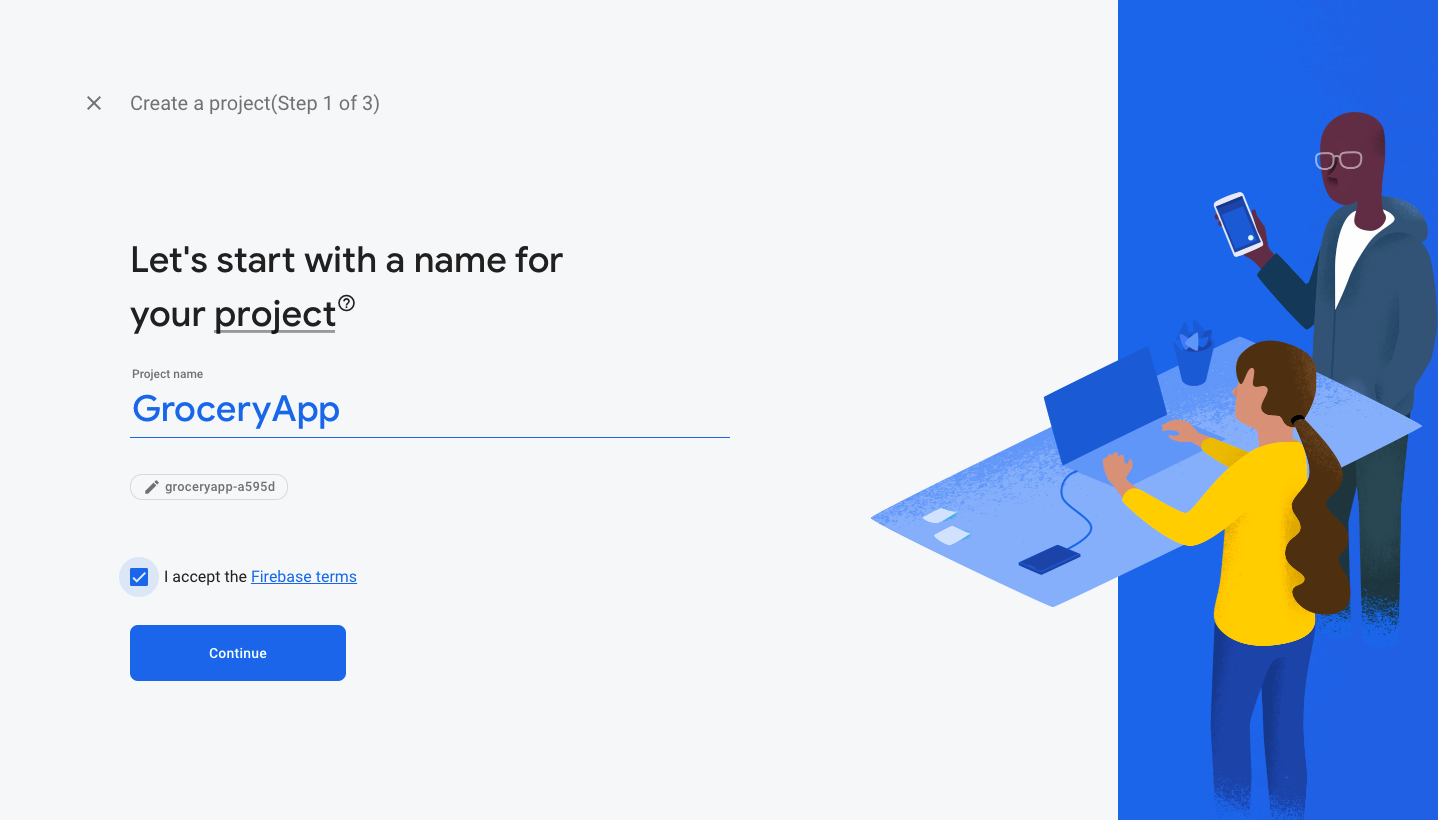 Create a project(Step 1 of 3)
Let's start with a name for
your project
Project name
GroceryApp
groceryapp-a595d
I accept the Firebase terms
Continue